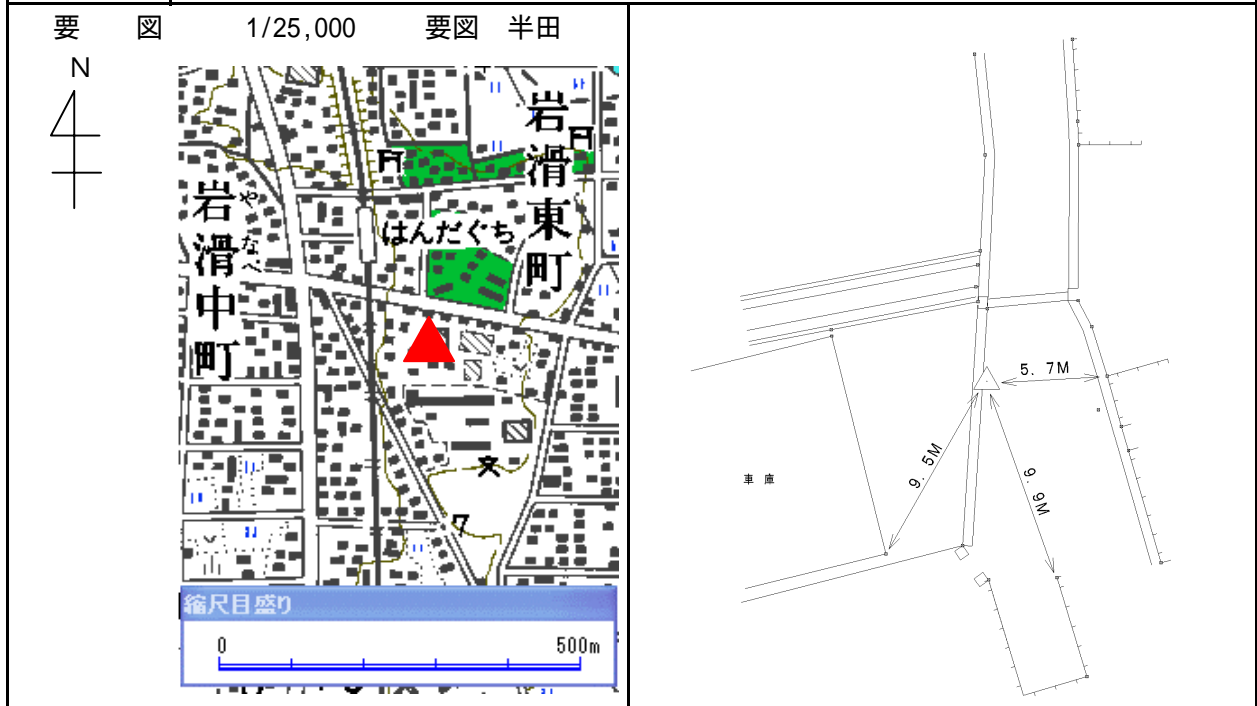 要 図 1/25,000 要図 半田
N
岩滑東町
岩滑中町
やなべ
はんだぐち
文
7
縮尺目盛り
0 500m
5.7M
9.5M
9.9M
車庫